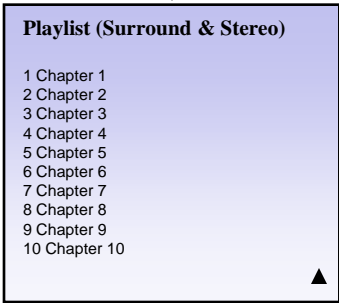 Playlist (Surround & Stereo)
1 Chapter 1
2 Chapter 2
3 Chapter 3
4 Chapter 4
5 Chapter 5
6 Chapter 6
7 Chapter 7
8 Chapter 8
9 Chapter 9
10 Chapter 10